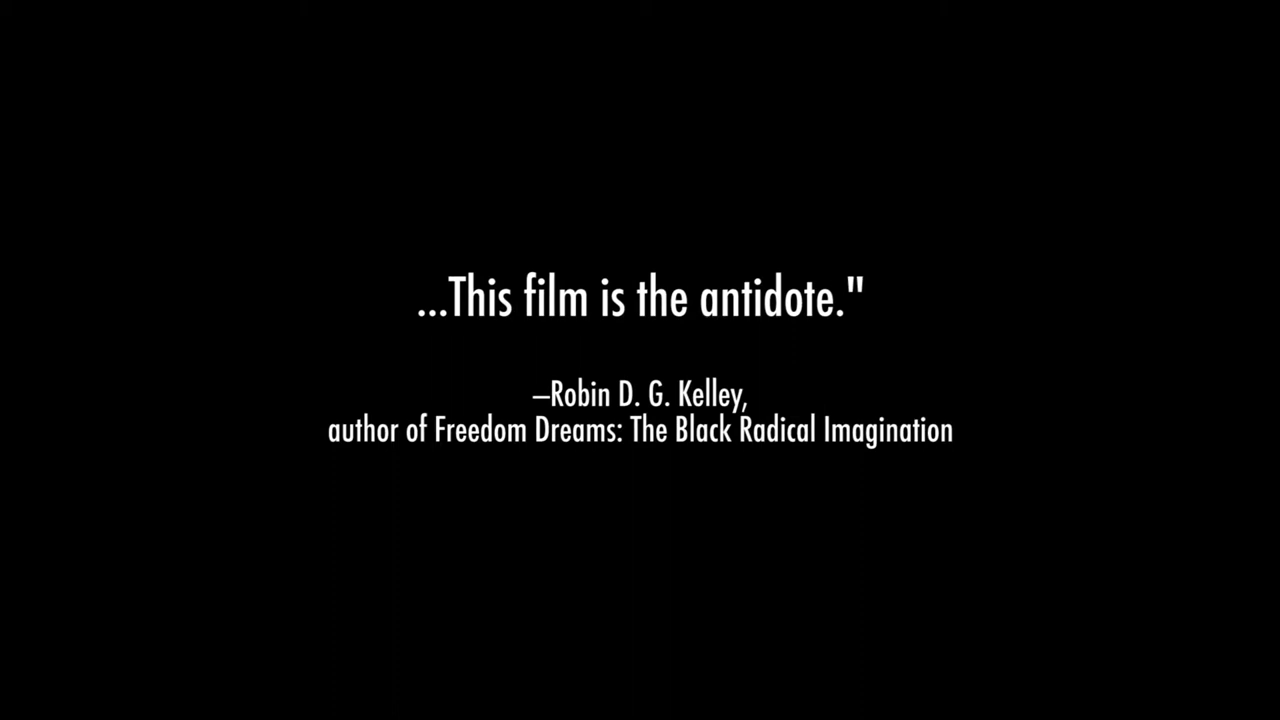 ...This film is the antidote."
–Robin D. G. Kelley,
author of Freedom Dreams: The Black Radical Imagination